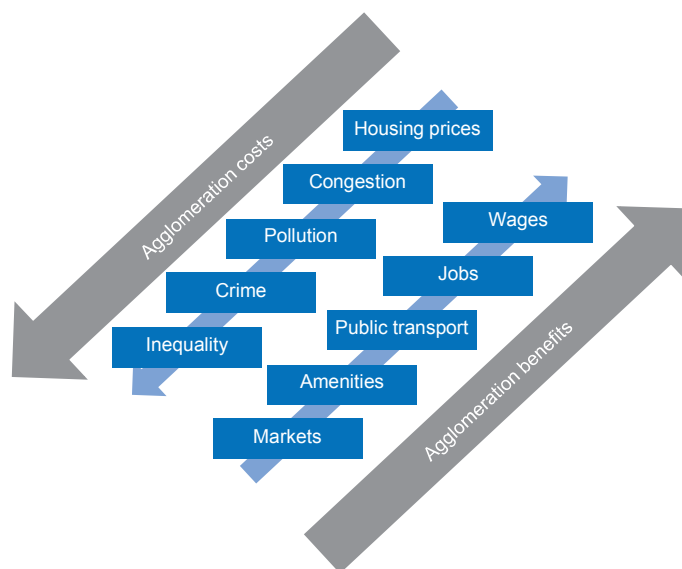 Agglomeration costs
Housing prices
Congestion
Pollution
Crime
Inequality
Wages
Jobs
Public transport
Amenities
Markets
Agglomeration benefits